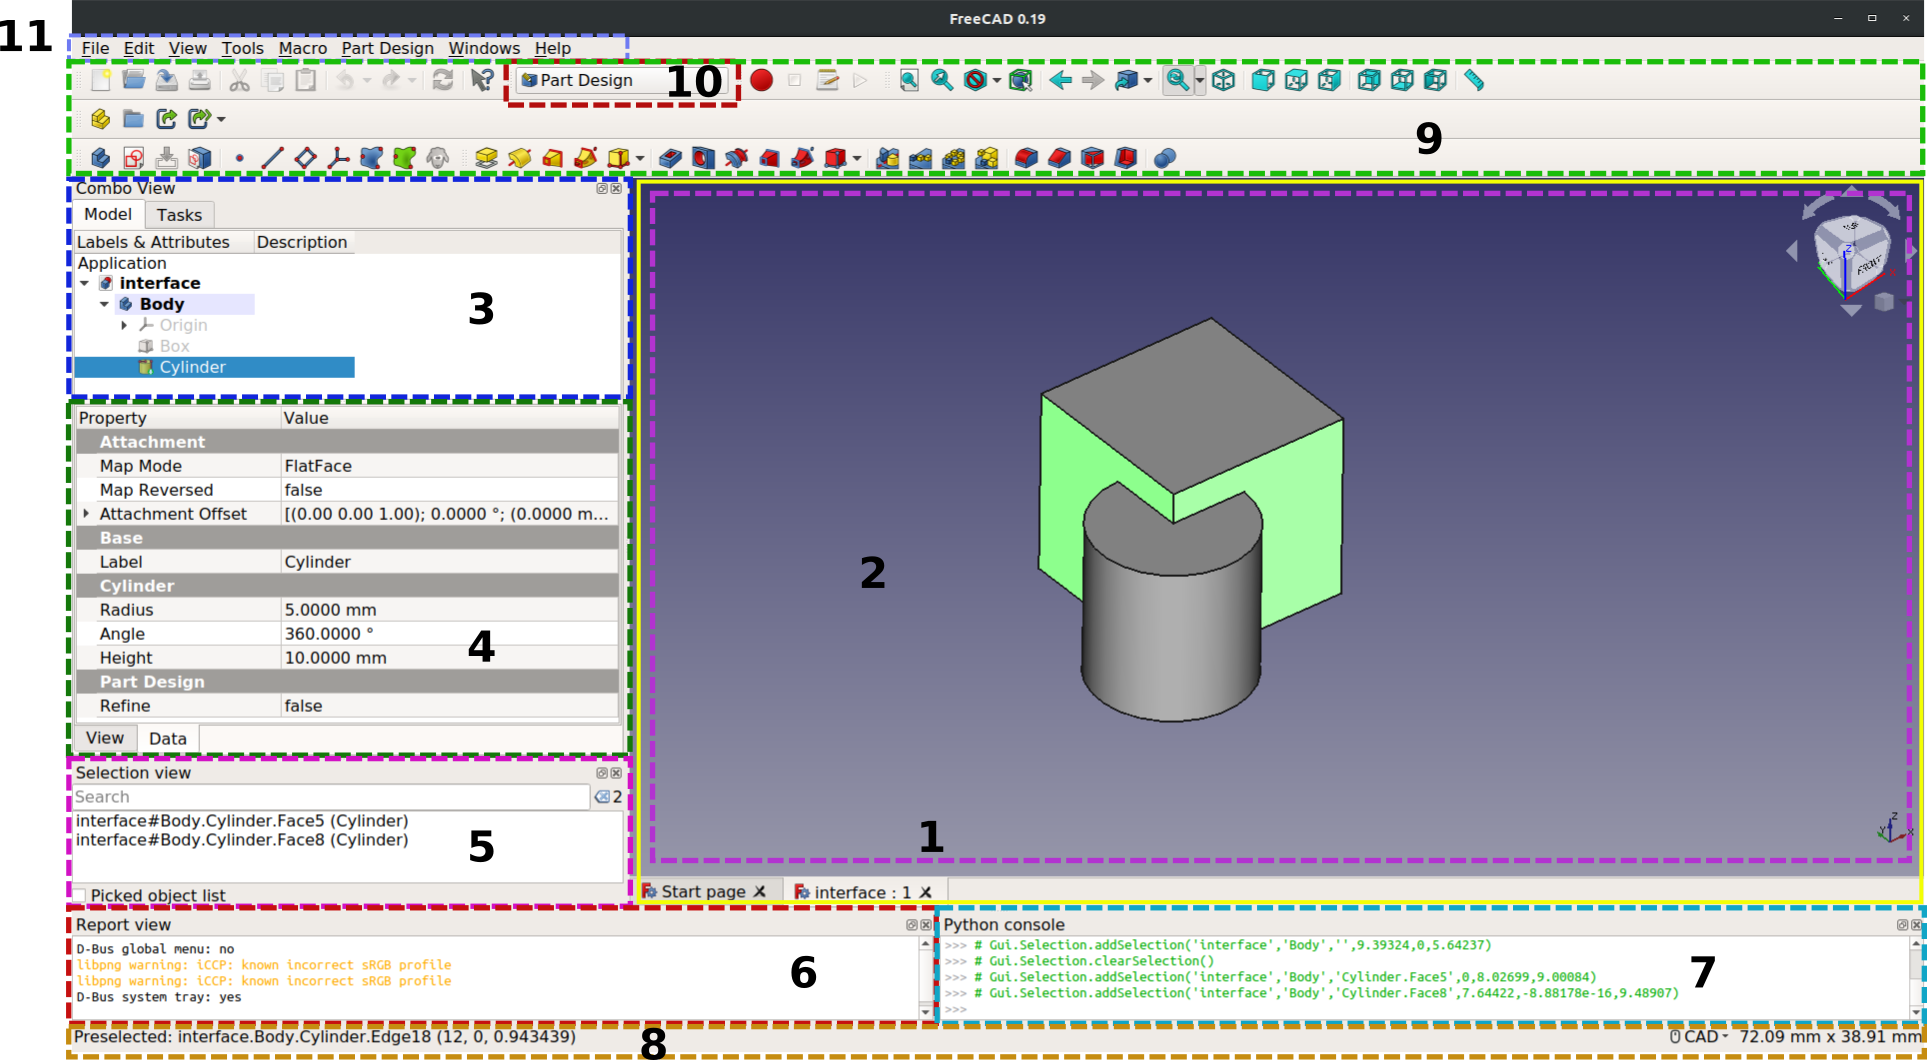 FreeCAD 0.19
11
File Edit View Tools Macro Part Design Windows Help
Part Design
10
9
Combo View
Model Tasks
Labels & Attributes Description
Application
interface
Body
Origin
Box
Cylinder
3
Property Value
Attachment
Map Mode FlatFace
Map Reversed false
Attachment Offset [(0.00 0.00 1.00); 0.0000 °; (0.0000 m...
Base
Label Cylinder
Cylinder
Radius 5.0000 mm
Angle 360.0000 °
Height 10.0000 mm
4
Part Design
Refine false
View Data
Selection view
Search
2
interface#Body.Cylinder.Face5 (Cylinder)
interface#Body.Cylinder.Face8 (Cylinder)
5
Picked object list
FRONT
Z
X
2
1
Z
Y
X
Start page interface : 1
Report view
D-Bus global menu: no
libpng warning: iCCP: known incorrect sRGB profile
libpng warning: iCCP: known incorrect sRGB profile
D-Bus system tray: yes
6
Python console
>>> # Gui.Selection.addSelection('interface','Body','',9.39324,0,5.64237)
>>> # Gui.Selection.clearSelection()
>>> # Gui.Selection.addSelection('interface','Body','Cylinder.Face5',0,8.02699,9.00084)
>>> # Gui.Selection.addSelection('interface','Body','Cylinder.Face8',7.64422,-8.88178e-16,9.48907)
>>>
7
Preselected: interface.Body.Cylinder.Edge18 (12, 0, 0.943439)
8
CAD 72.09 mm x 38.91 mm